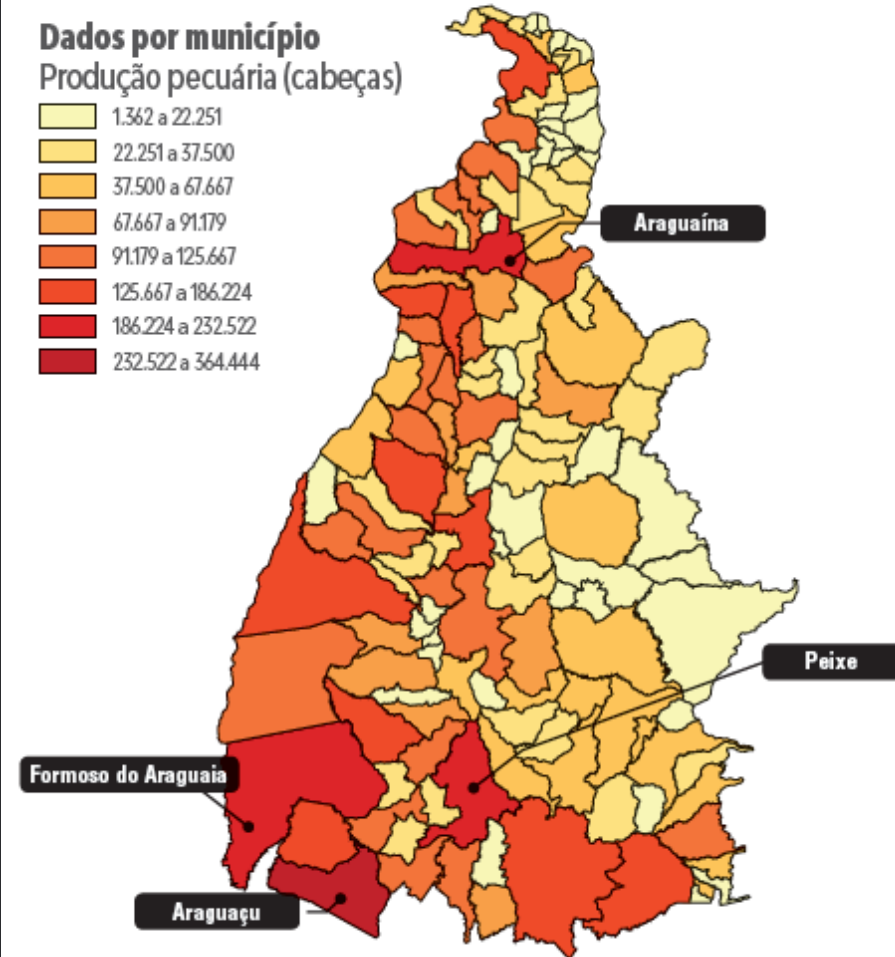 Dados por município
Produção pecuária (cabeças)
1.362 a 22.251
22.251 a 37.500
37.500 a 67.667
67.667 a 91.179
91.179 a 125.667
125.667 a 186.224
186.224 a 232.522
232.522 a 364.444
Araguaína
Peixe
Formoso do Araguaia
Araguaçu